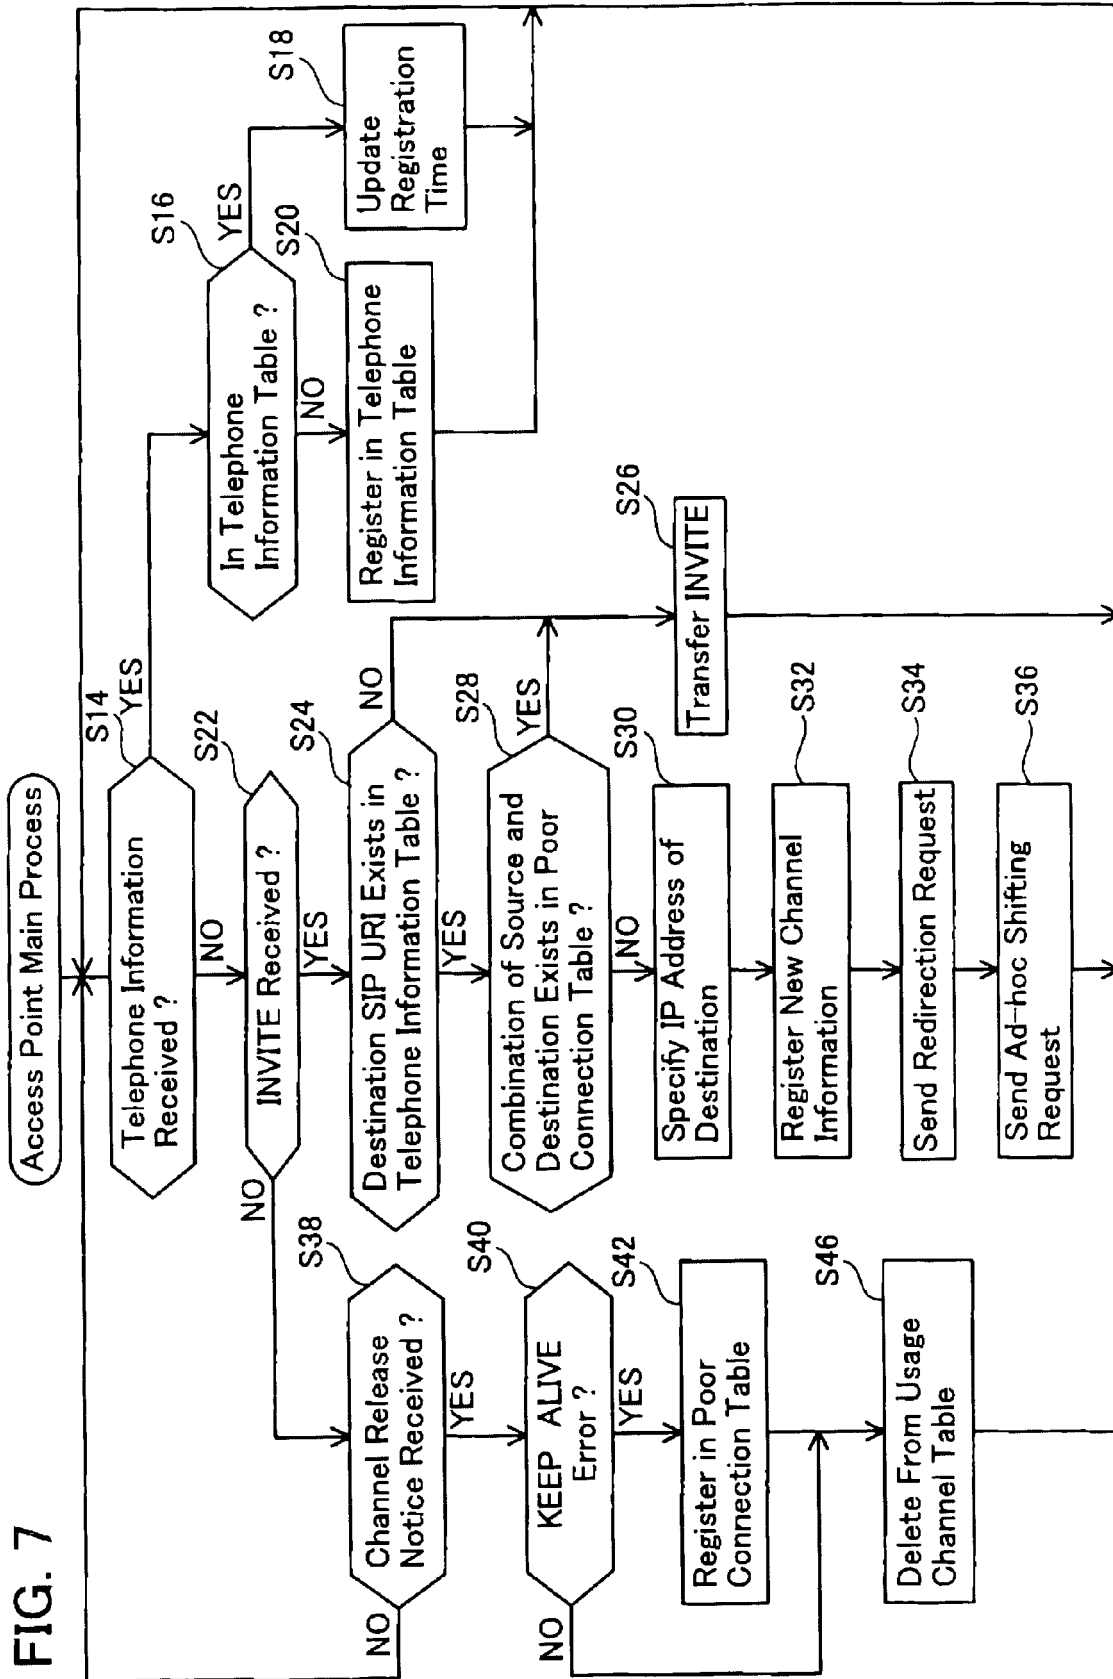 FIG. 7
Access Point Main Process
S14
Telephone Information
Received ?
YES
NO
S16
In Telephone
Information Table ?
YES
NO
S18
Update
Registration
Time
S20
Register in Telephone
Information Table
S22
INVITE Received ?
NO
YES
S24
Destination SIP URI Exists in
Telephone Information Table ?
NO
YES
S26
Transfer INVITE
S28
Combination of Source and
Destination Exists in Poor
Connection Table ?
YES
NO
S30
Specify IP Address of
Destination
S32
Register New Channel
Information
S34
Send Redirection Request
S36
Send Ad-hoc Shifting
Request
S38
Channel Release
Notice Received ?
NO
YES
S40
KEEP ALIVE
Error ?
NO
YES
S42
Register in Poor
Connection Table
S46
Delete From Usage
Channel Table